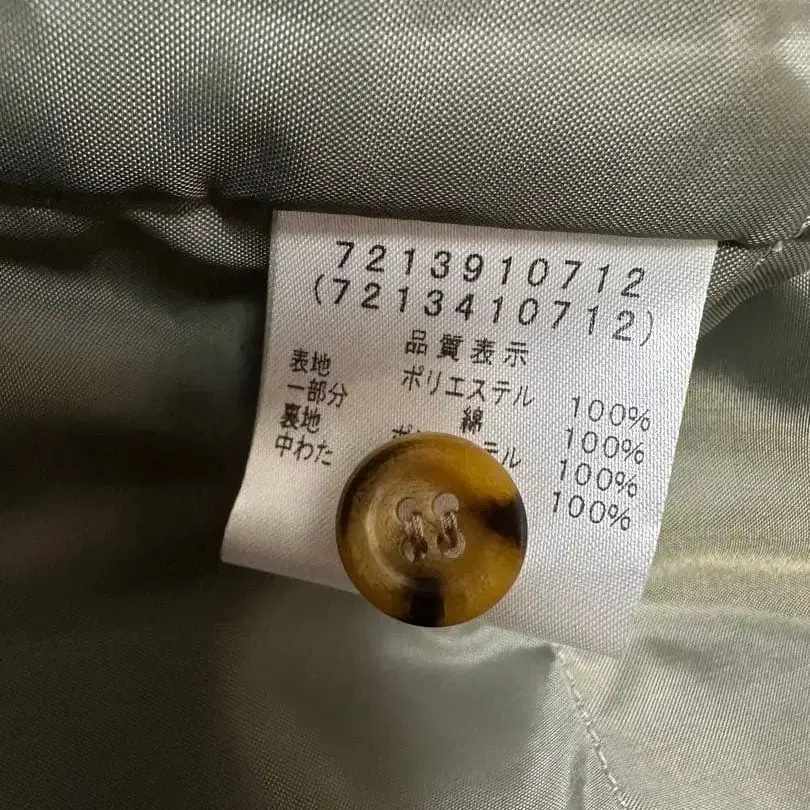 7213910712
(7213410712)
品質表示
表地 ポリエステル 100%
一部分 綿 100%
裏地 100%
中わた 100%